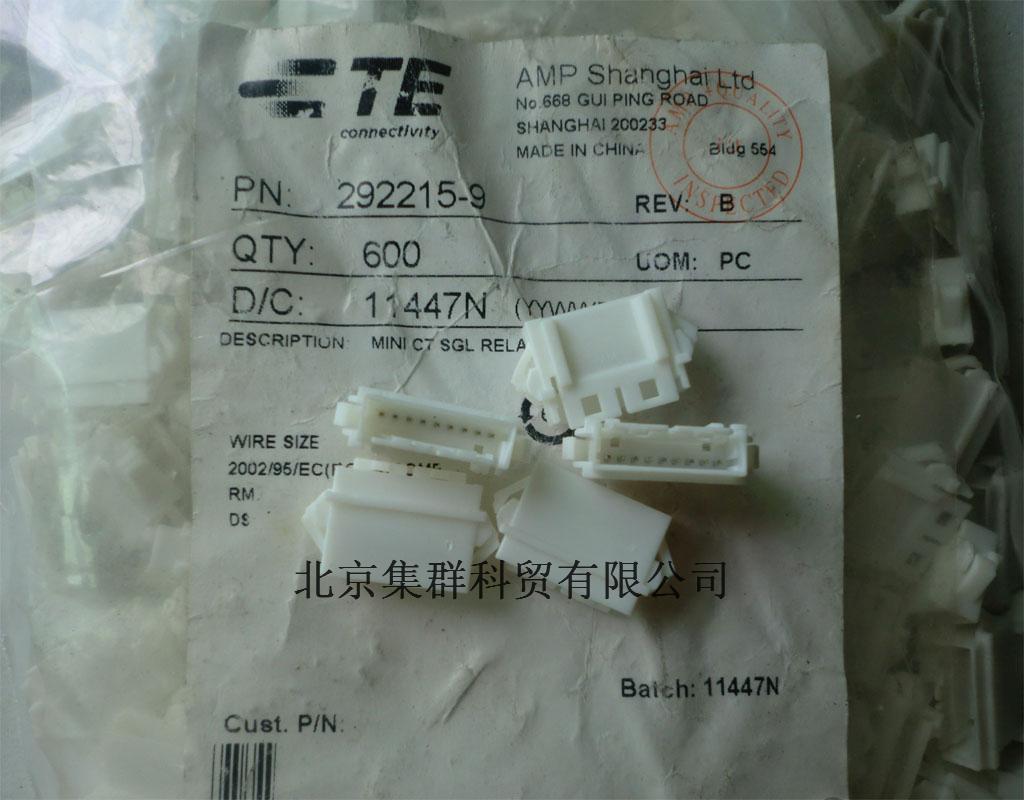 TE
connectivity
AMP Shanghai Ltd
No.668 GUI PING ROAD
SHANGHAI 200233
MADE IN CHINA Bldg 554
AMP QUALITY
INSPECTED
PN: 292215-9 REV: B
QTY: 600 UOM: PC
D/C: 11447N
DESCRIPTION: MINI CT SGL
WIRE SIZE
2002/95/EC
RM
DS
北京集群科贸有限公司
Batch: 11447N
Cust. P/N: